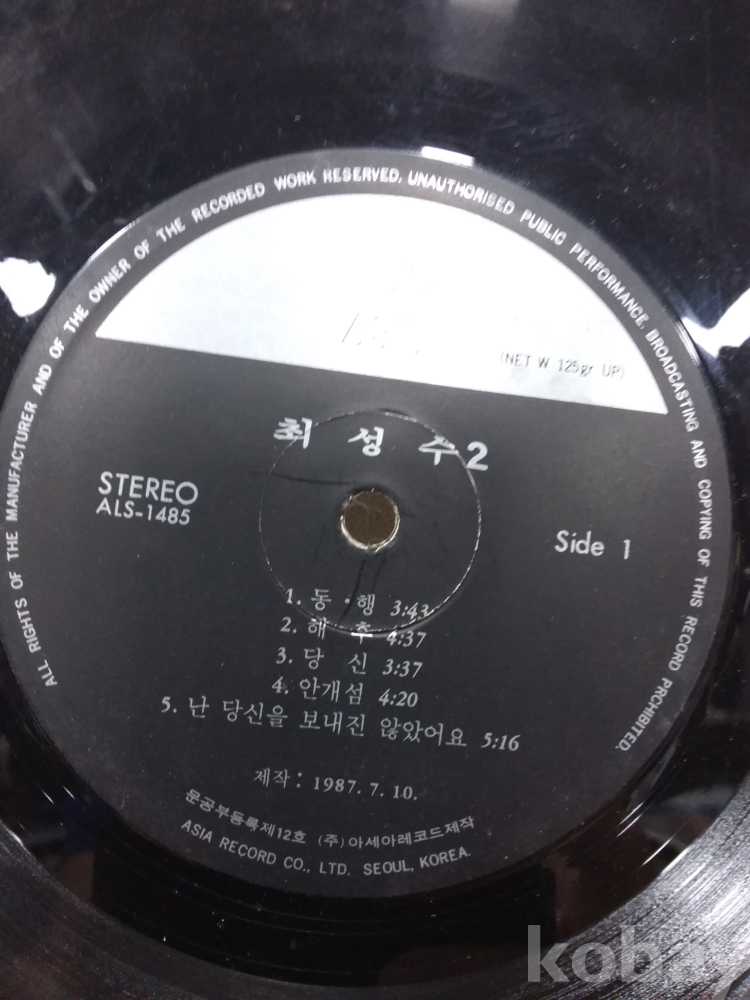 ALL RIGHTS OF THE MANUFACTURER AND OF THE OWNER OF THE RECORDED WORK RESERVED, UNAUTHORISED PUBLIC PERFORMANCE, BROADCASTING AND COPYING OF THIS RECORD PROHIBITED.
(NET W 125gr UP)
최 성 수 2
STEREO
ALS-1485
Side 1
1. 동·행 3:43
2. 해 후 4:37
3. 당 신 3:37
4. 안개섬 4:20
5. 난 당신을 보내진 않았어요 5:16
제작: 1987. 7. 10.
문공부등록제12호 (주)아세아레코드제작
ASIA RECORD CO., LTD. SEOUL, KOREA.